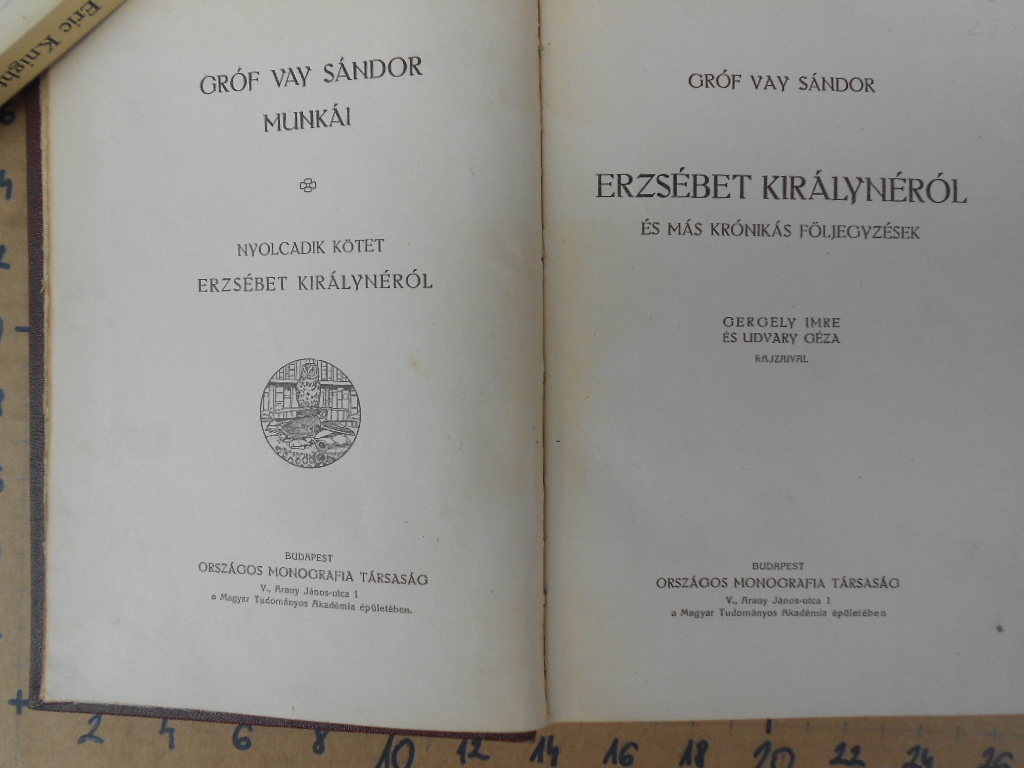 Eric Knight
GRÓF VAY SÁNDOR
MUNKÁI
NYOLCADIK KÖTET
ERZSÉBET KIRÁLYNÉRÓL
BUDAPEST
ORSZÁGOS MONOGRAFIA TÁRSASÁG
V., Arany János-utca 1
a Magyar Tudományos Akadémia épületében.
GRÓF VAY SÁNDOR
ERZSÉBET KIRÁLYNÉRÓL
ÉS MÁS KRÓNIKÁS FÖLJEGYZÉSEK
GERGELY IMRE
ÉS UDVARY GÉZA
RAJZAIVAL
BUDAPEST
ORSZÁGOS MONOGRAFIA TÁRSASÁG
V., Arany János-utca 1
a Magyar Tudományos Akadémia épületében
2 4 6 8 10 12 14 16 18 20 22 24 26